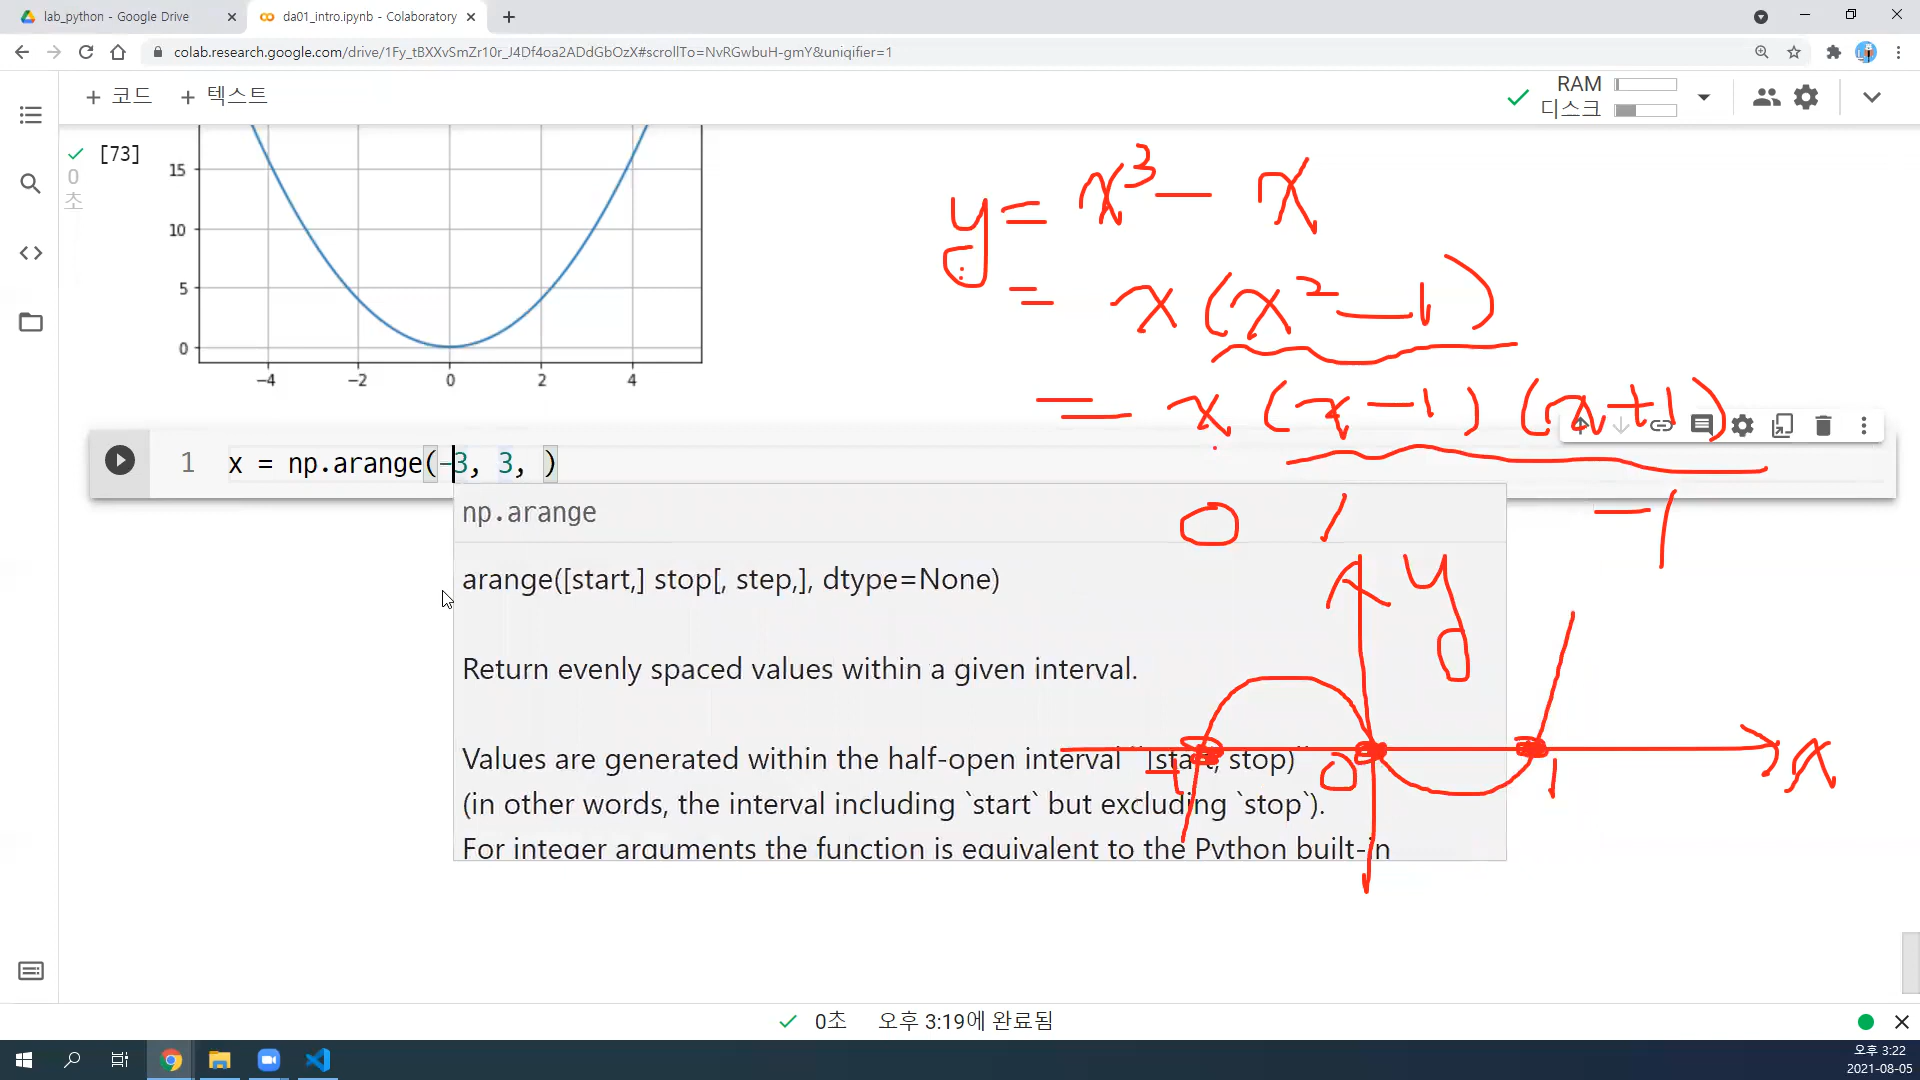 lab_python - Google Drive
da01_intro.ipynb - Colaboratory
colab.research.google.com/drive/1Fy_tBXXvSmZr10r_J4Df4oa2ADdGbOzX#scrollTo=NvRGwbuH-gmY&uniqifier=1
+ 코드 + 텍스트
RAM
디스크
[73]
0
초
15
10
5
0
-4 -2 0 2 4
y = x³ - x
= x (x² - 1)
= x (x-1) (x+1)
0 1 -1
1 x = np.arange(-3, 3, )
np.arange
arange([start,] stop[, step,], dtype=None)
Return evenly spaced values within a given interval.
Values are generated within the half-open interval ``[start, stop)``
(in other words, the interval including `start` but excluding `stop`).
For integer arguments the function is equivalent to the Python built-in
y
-1 0 1 x
0초 오후 3:19에 완료됨
오후 3:22
2021-08-05